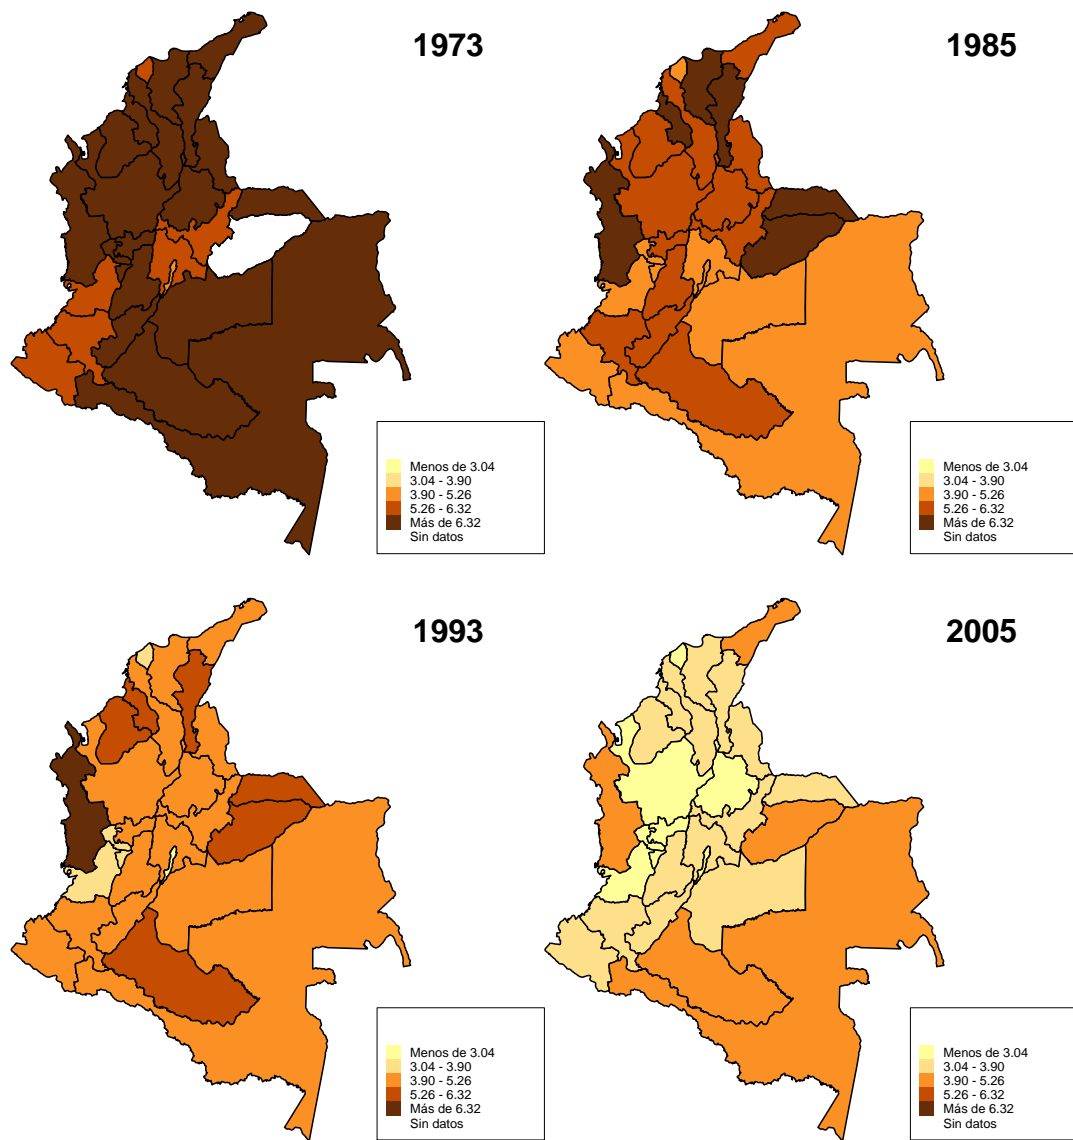 1973
Menos de 3.04
3.04 - 3.90
3.90 - 5.26
5.26 - 6.32
Más de 6.32
Sin datos
1985
Menos de 3.04
3.04 - 3.90
3.90 - 5.26
5.26 - 6.32
Más de 6.32
Sin datos
1993
Menos de 3.04
3.04 - 3.90
3.90 - 5.26
5.26 - 6.32
Más de 6.32
Sin datos
2005
Menos de 3.04
3.04 - 3.90
3.90 - 5.26
5.26 - 6.32
Más de 6.32
Sin datos